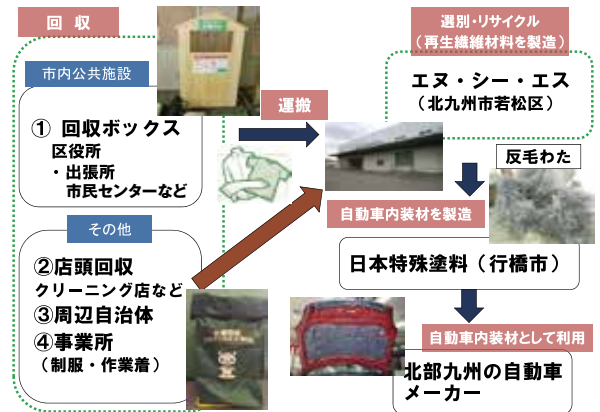 回 収
市内公共施設
① 回収ボックス
区役所
・出張所
市民センターなど
その他
②店頭回収
クリーニング店など
③周辺自治体
④事業所
(制服・作業着)
運搬
選別・リサイクル
(再生繊維材料を製造)
エヌ・シー・エス
(北九州市若松区)
反毛わた
自動車内装材を製造
日本特殊塗料(行橋市)
自動車内装材として利用
北部九州の自動車
メーカー